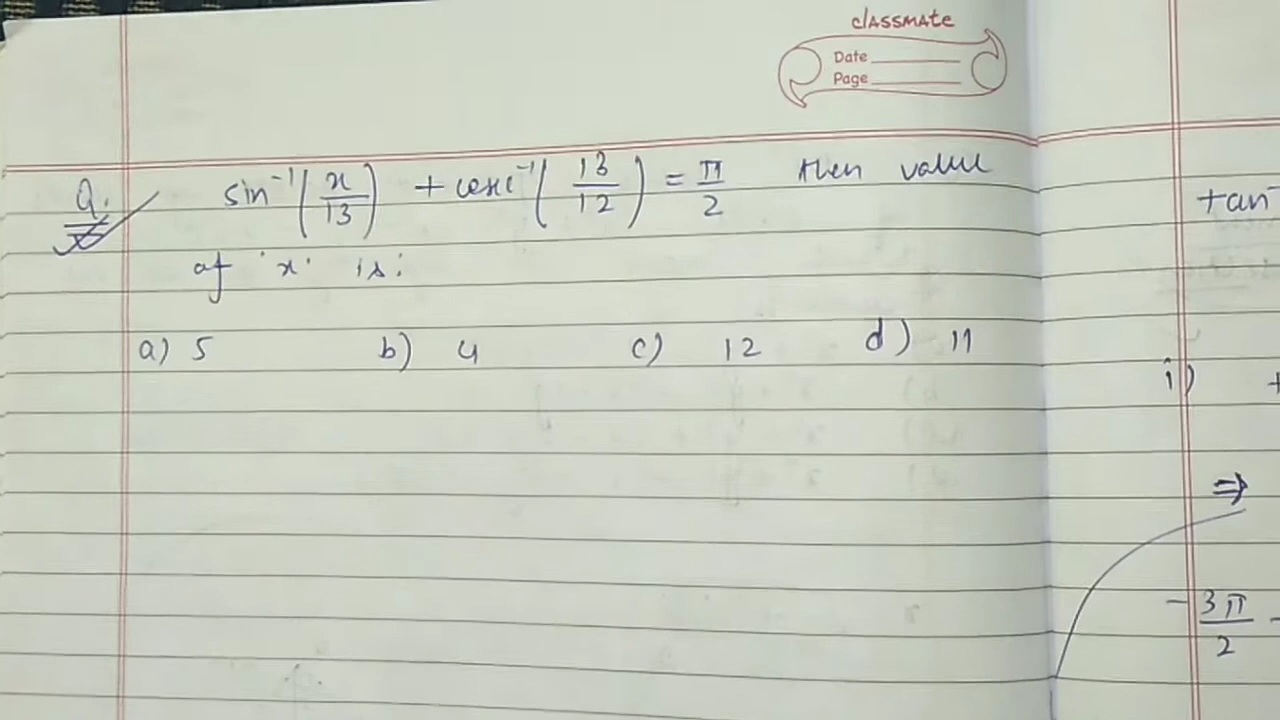 classmate
Date
Page
Q. sin⁻¹(x/13) + cosec⁻¹(13/12) = π/2 then value
of 'x' is:
a) 5 b) 4 c) 12 d) 11
tan⁻
i) +
⇒
-3π/2 -